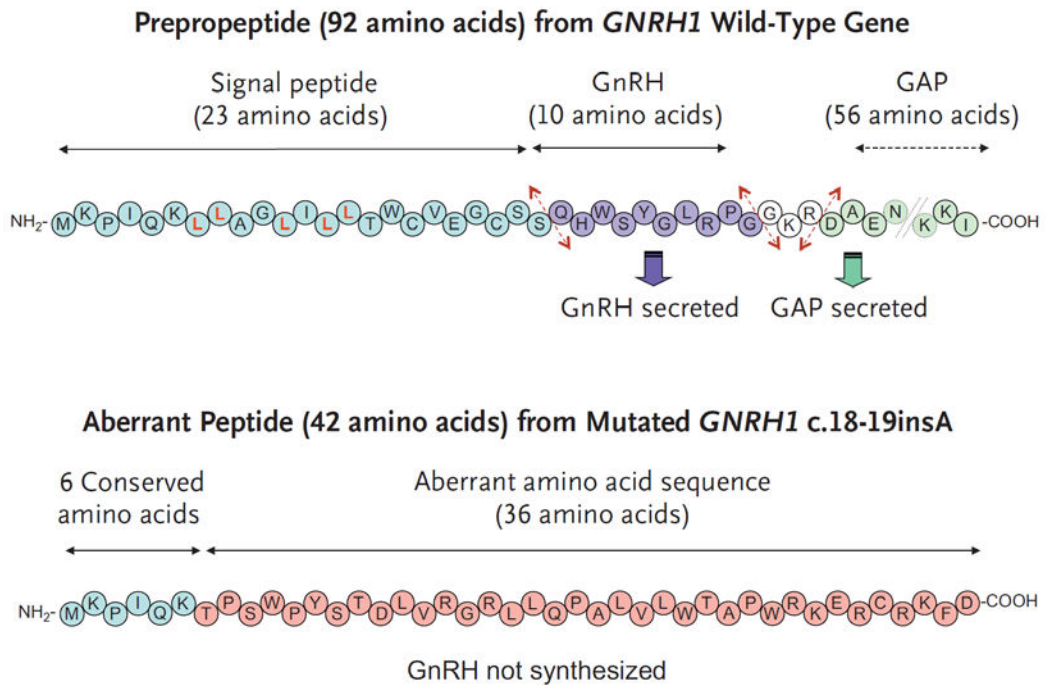 Prepropeptide (92 amino acids) from GNRH1 Wild-Type Gene
Signal peptide
(23 amino acids)
GnRH
(10 amino acids)
GAP
(56 amino acids)
NH2- M K P I Q K L L A G L I L L T W C V E G C S S Q H W S Y G L R P G G K R D A E N // K K I -COOH
GnRH secreted
GAP secreted
Aberrant Peptide (42 amino acids) from Mutated GNRH1 c.18-19insA
6 Conserved
amino acids
Aberrant amino acid sequence
(36 amino acids)
NH2- M K P I Q K T P S W P Y S T D L V R G R L L Q P A L V L W T A P W R K E R C R K F D -COOH
GnRH not synthesized